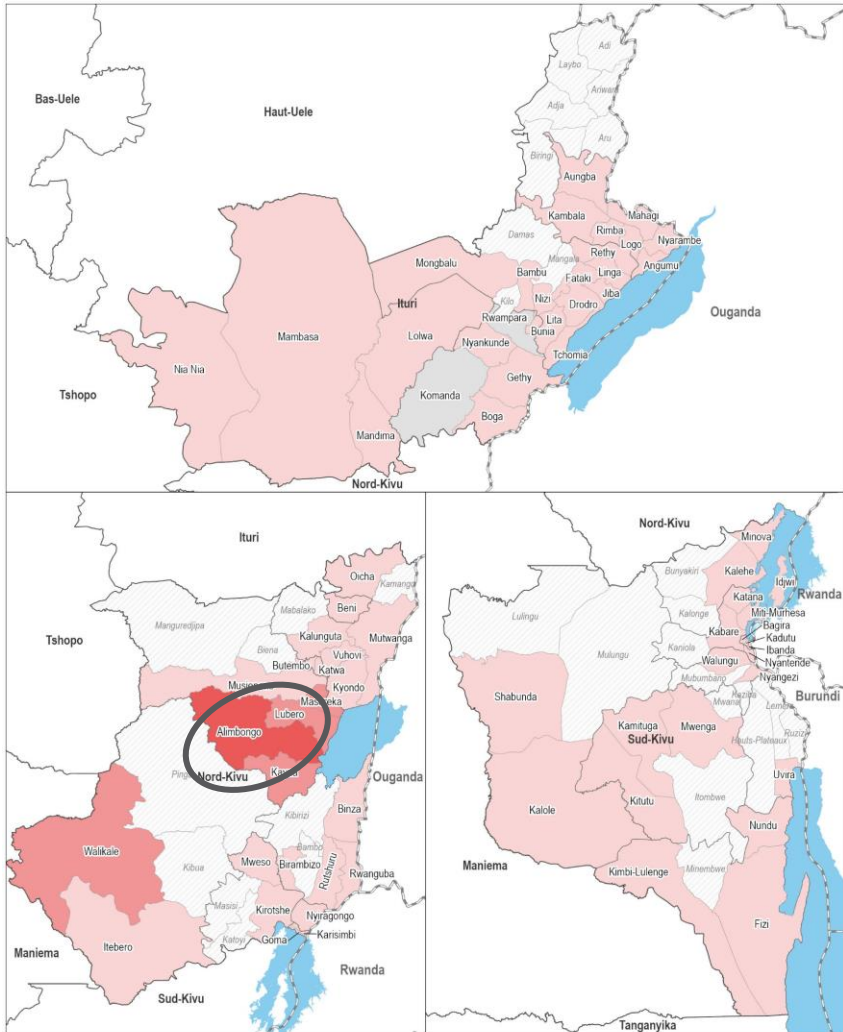 Adi
Laybo
Ariwara
Bas-Uele
Haut-Uele
Adja
Aru
Biringi
Aungba
Kambala
Mahagi
Rimba
Damas
Logo
Nyarambe
Rethy
Mangala
Mongbalu
Bambu
Linga
Angumu
Fataki
Jiba
Kilo
Nizi
Ituri
Drodro
Ouganda
Rwampara
Lita
Mambasa
Lolwa
Bunia
Nyankunde
Tchomia
Nia Nia
Gethy
Tshopo
Komanda
Boga
Mandima
Nord-Kivu
Ituri
Oicha
Kamango
Mabalako
Beni
Tshopo
Manguredjipa
Kalunguta
Mutwanga
Biena
Vuhovi
Butembo
Katwa
Kyondo
Lubero
Alimbongo
Ouganda
Nord-Kivu
Binza
Kibirizi
Walikale
Bambo
Kibua
Mweso
Birambizo
Rutshuru
Rwanguba
Masisi
Kirotshe
Nyiragongo
Itebero
Katoyi
Goma
Karisimbi
Maniema
Rwanda
Sud-Kivu
Nord-Kivu
Minova
Bunyakiri
Kalehe
Idjwi
Lulingu
Katana
Rwanda
Kalonge
Miti-Murhesa
Bagira
Kabare
Kadutu
Mulungu
Kaniola
Ibanda
Walungu
Nyantende
Nyangezi
Mubumbano
Shabunda
Burundi
Mwana
Lemera
Kamituga
Mwenga
Ruzizi
Sud-Kivu
Hauts-Plateaux
Uvira
Itombwe
Kalole
Kitutu
Nundu
Maniema
Minembwe
Kimbi-Lulenge
Fizi
Tanganyika